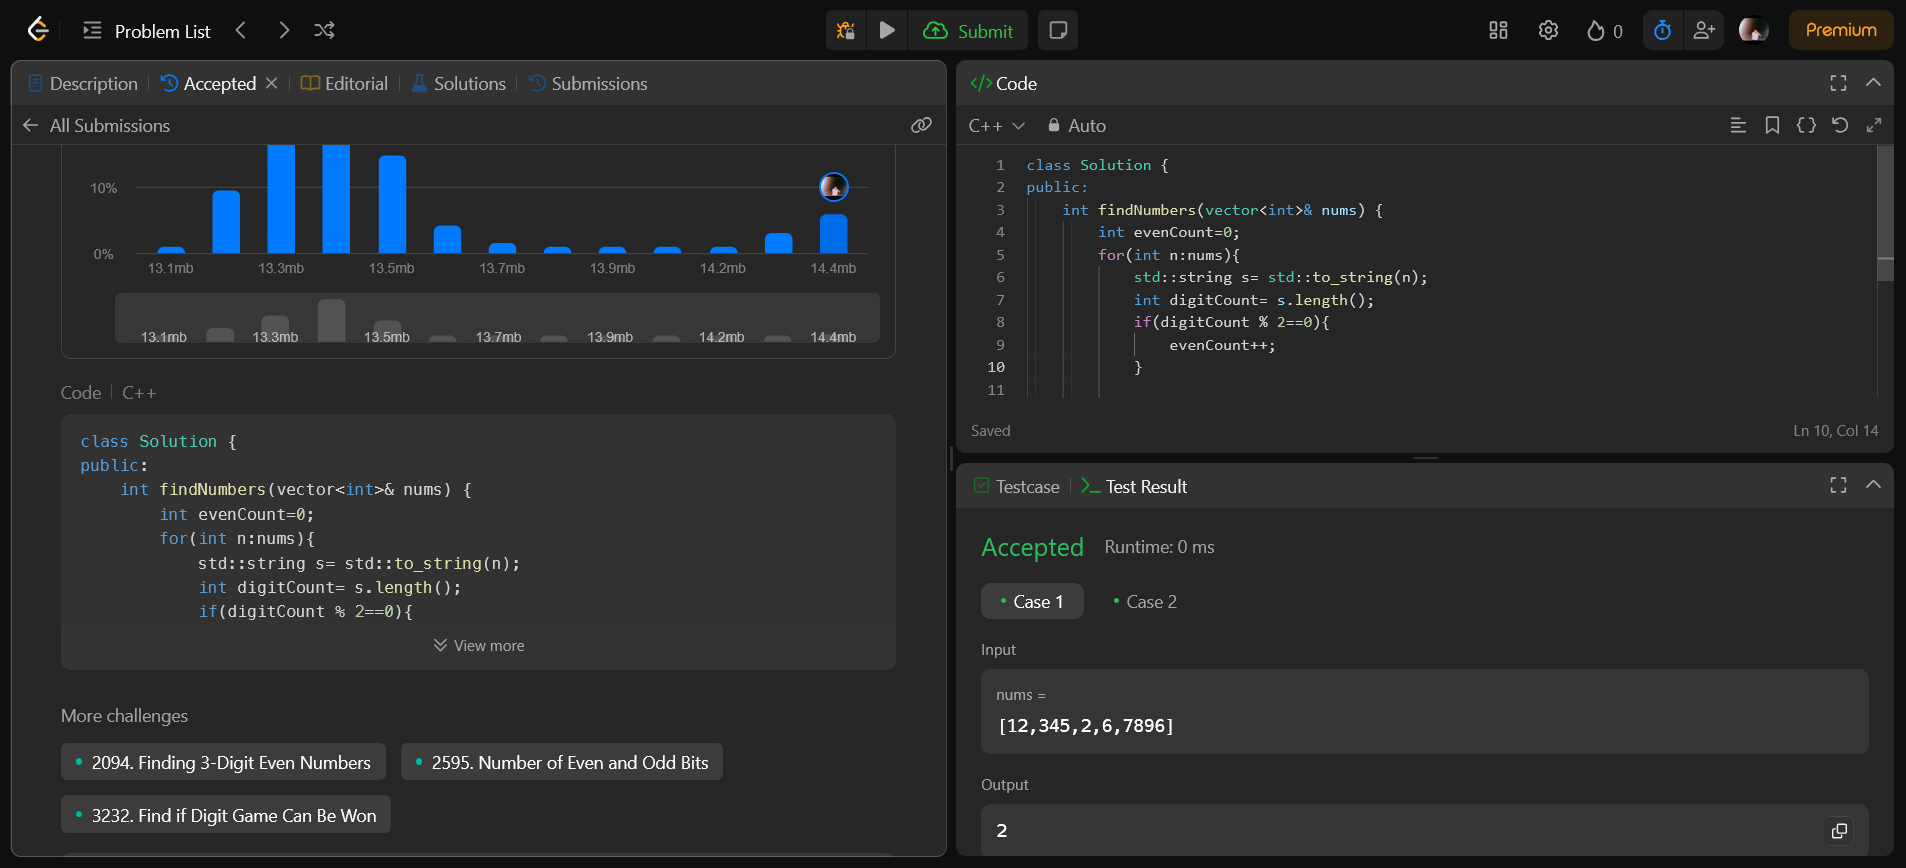 Problem List
Submit
0
Premium
Description
Accepted
Editorial
Solutions
Submissions
All Submissions
10%
0%
13.1mb
13.3mb
13.5mb
13.7mb
13.9mb
14.2mb
14.4mb
13.1mb
13.3mb
13.5mb
13.7mb
13.9mb
14.2mb
14.4mb
Code
C++
class Solution {
public:
    int findNumbers(vector<int>& nums) {
        int evenCount=0;
        for(int n:nums){
            std::string s= std::to_string(n);
            int digitCount= s.length();
            if(digitCount % 2==0){
View more
More challenges
2094. Finding 3-Digit Even Numbers
2595. Number of Even and Odd Bits
3232. Find if Digit Game Can Be Won
</> Code
C++
Auto
1 class Solution {
2 public:
3     int findNumbers(vector<int>& nums) {
4         int evenCount=0;
5         for(int n:nums){
6             std::string s= std::to_string(n);
7             int digitCount= s.length();
8             if(digitCount % 2==0){
9                 evenCount++;
10             }
11
Saved
Ln 10, Col 14
Testcase
Test Result
Accepted
Runtime: 0 ms
Case 1
Case 2
Input
nums =
[12,345,2,6,7896]
Output
2